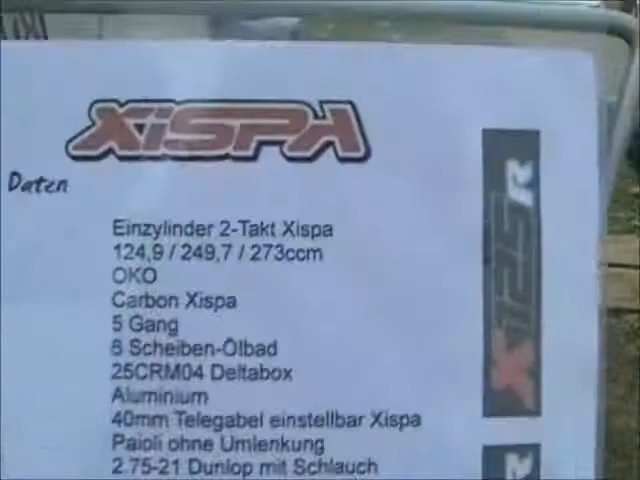 XiSPA
Daten
Einzylinder 2-Takt Xispa
124,9 / 249,7 / 273ccm
OKO
Carbon Xispa
5 Gang
6 Scheiben-Ölbad
25CRM04 Deltabox
Aluminium
40mm Telegabel einstellbar Xispa
Paioli ohne Umlenkung
2.75-21 Dunlop mit Schlauch
X125R
R